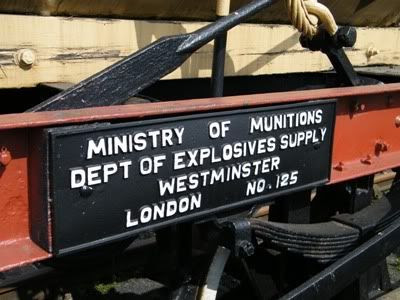 MINISTRY OF MUNITIONS
DEPT OF EXPLOSIVES SUPPLY
WESTMINSTER
LONDON NO. 125